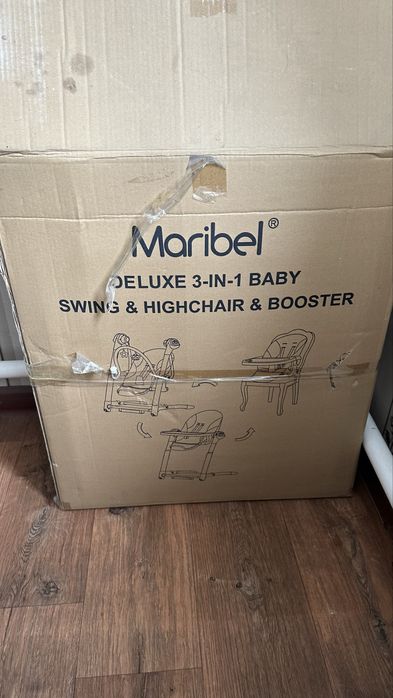 Maribel®
DELUXE 3-IN-1 BABY
SWING & HIGHCHAIR & BOOSTER